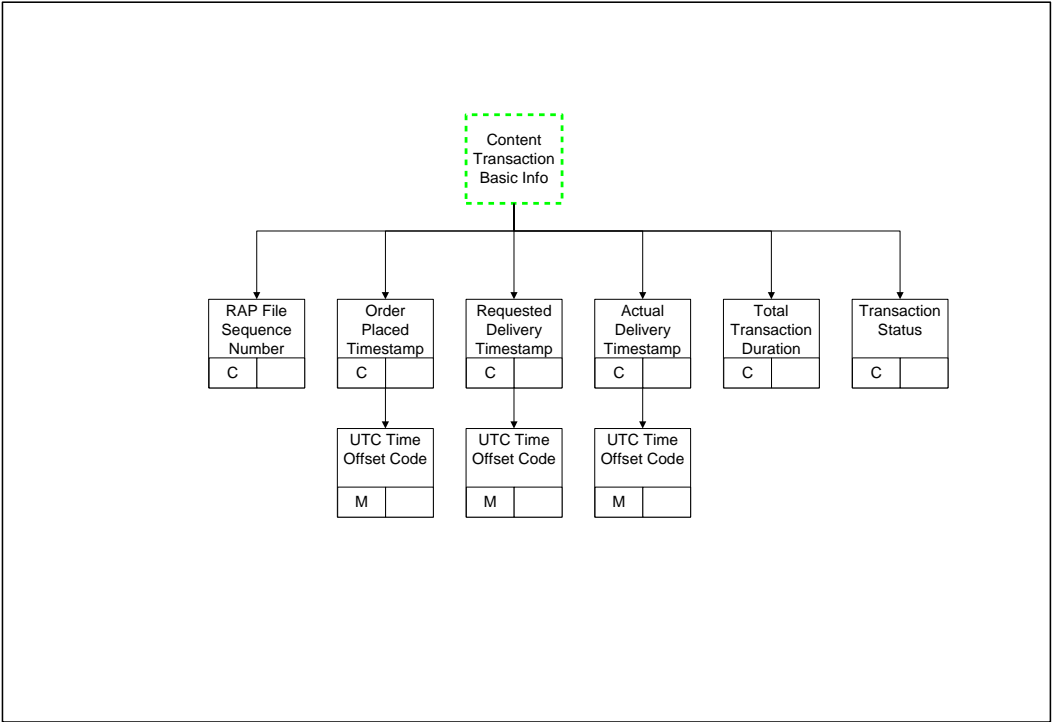 Content
Transaction
Basic Info
RAP File
Sequence
Number
C
Order
Placed
Timestamp
C
Requested
Delivery
Timestamp
C
Actual
Delivery
Timestamp
C
Total
Transaction
Duration
C
Transaction
Status
C
UTC Time
Offset Code
M
UTC Time
Offset Code
M
UTC Time
Offset Code
M